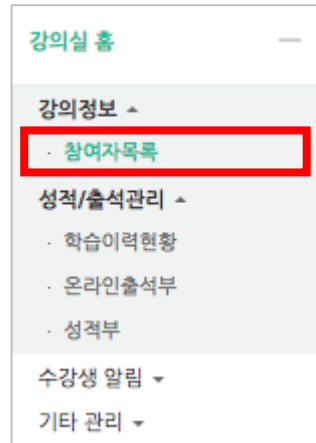 강의실 홈
강의정보
· 참여자목록
성적/출석관리
· 학습이력현황
· 온라인출석부
· 성적부
수강생 알림
기타 관리